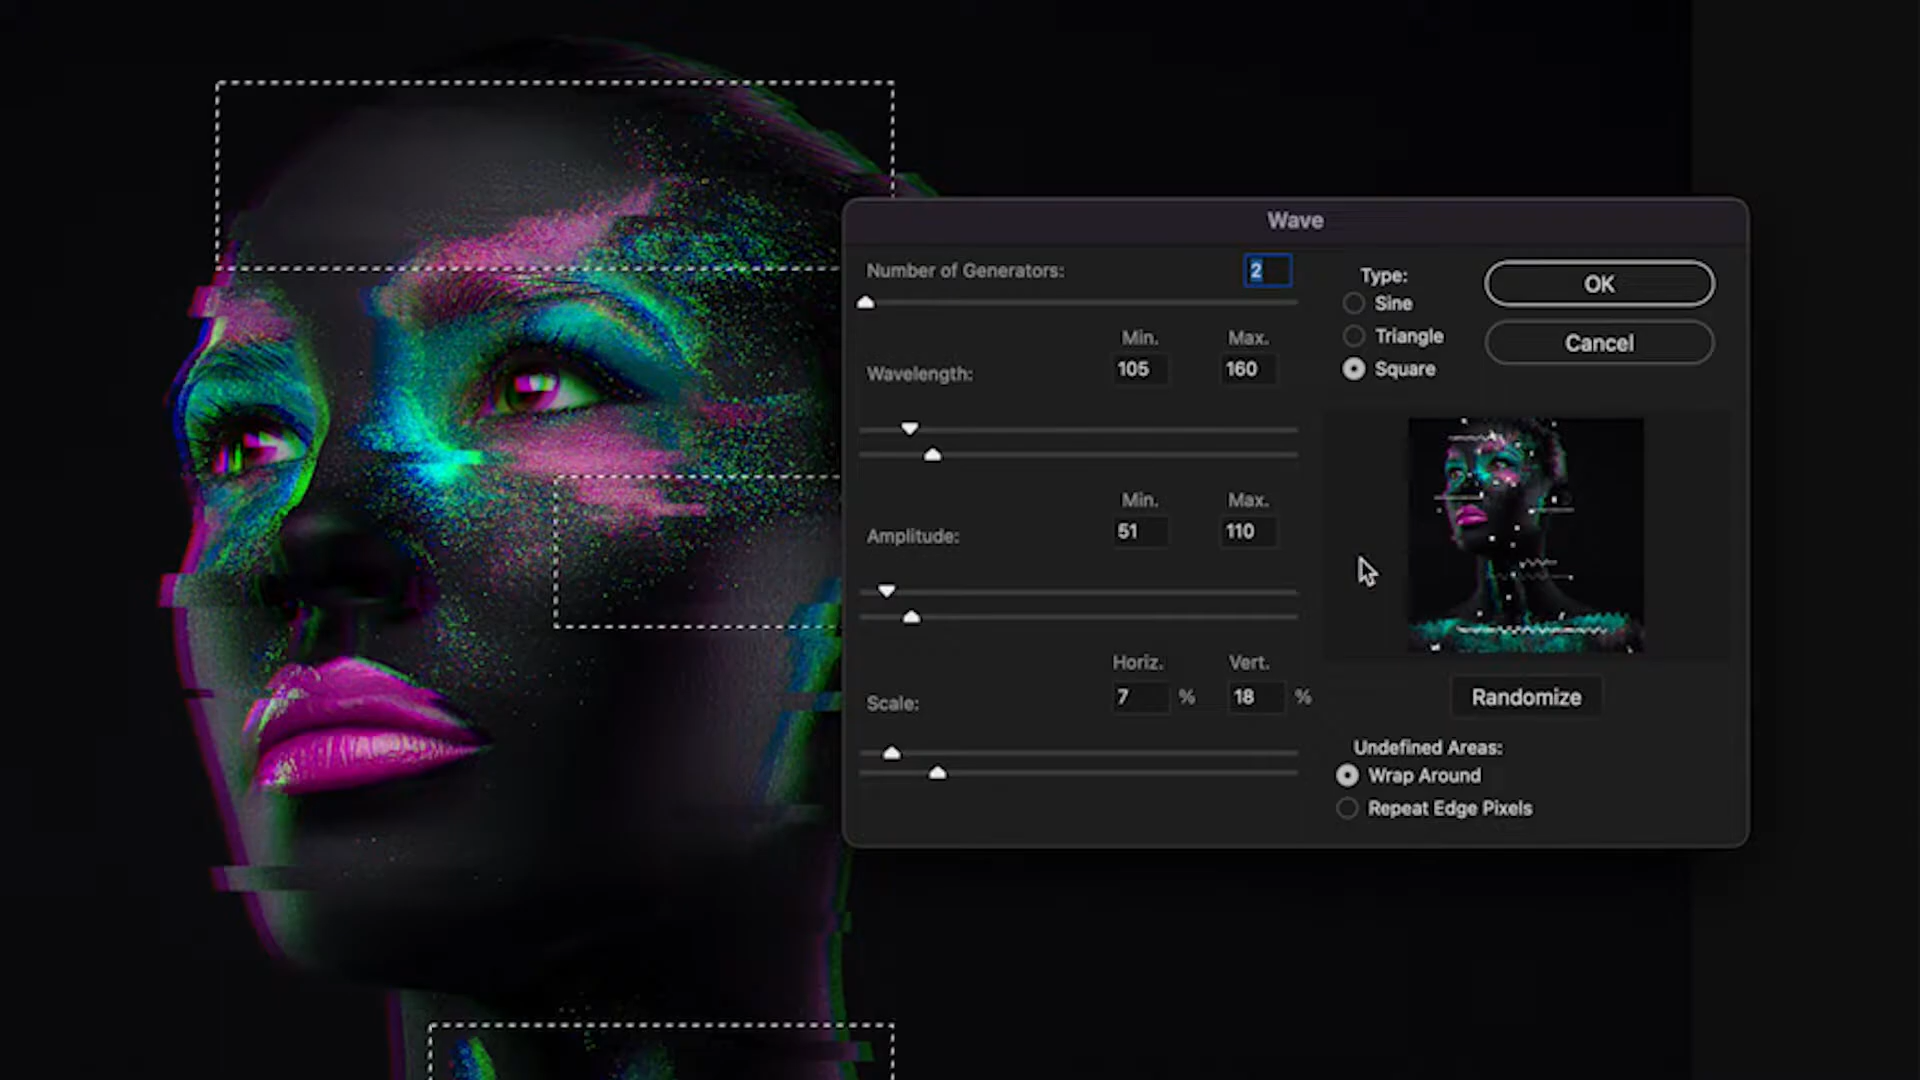 Wave
Number of Generators: 2
Min. Max.
Wavelength: 105 160
Min. Max.
Amplitude: 51 110
Horiz. Vert.
Scale: 7 % 18 %
Type:
Sine
Triangle
Square
OK
Cancel
Randomize
Undefined Areas:
Wrap Around
Repeat Edge Pixels